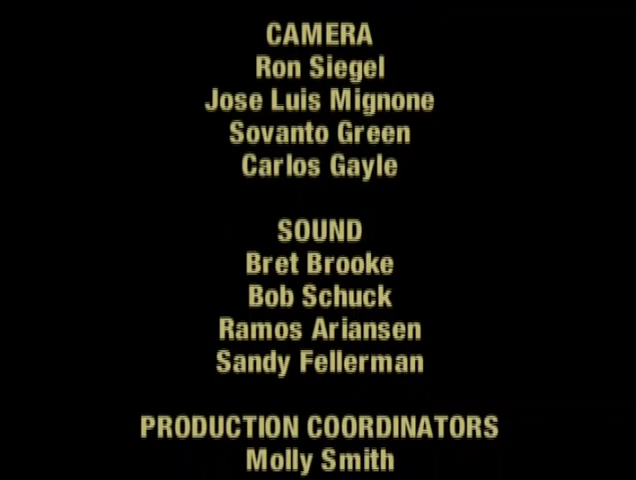 CAMERA
Ron Siegel
Jose Luis Mignone
Sovanto Green
Carlos Gayle
SOUND
Bret Brooke
Bob Schuck
Ramos Ariansen
Sandy Fellerman
PRODUCTION COORDINATORS
Molly Smith